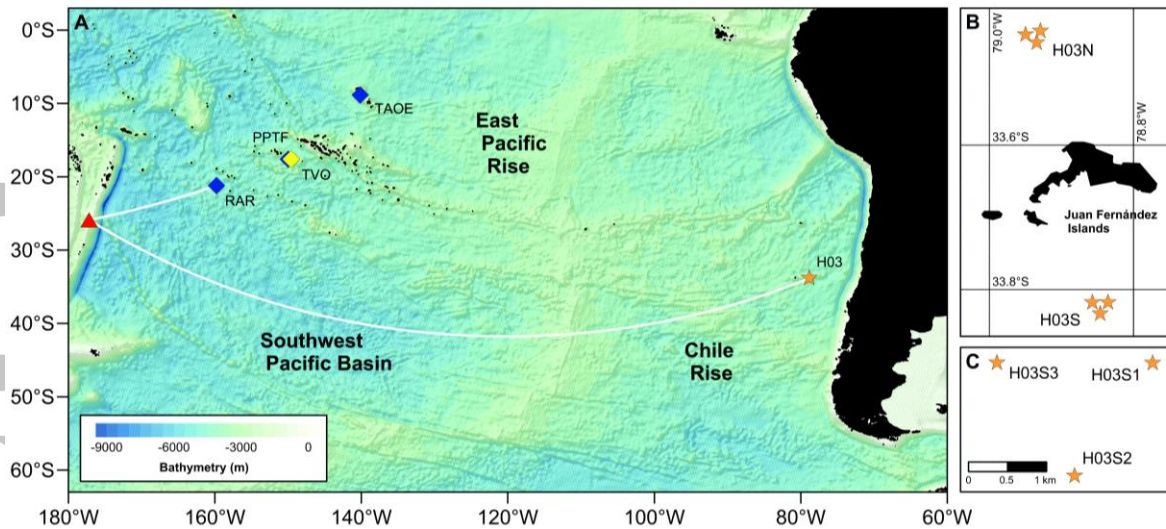 A
0°S
10°S
20°S
30°S
40°S
50°S
60°S
180°W
160°W
140°W
120°W
100°W
80°W
60°W
TAOE
PPTF
TVO
RAR
East
Pacific
Rise
H03
Southwest
Pacific Basin
Chile
Rise
-9000 -6000 -3000 0
Bathymetry (m)
B
79.0°W
H03N
78.8°W
33.6°S
Juan Fernández
Islands
33.8°S
H03S
C
H03S3
H03S1
H03S2
0 0.5 1 km